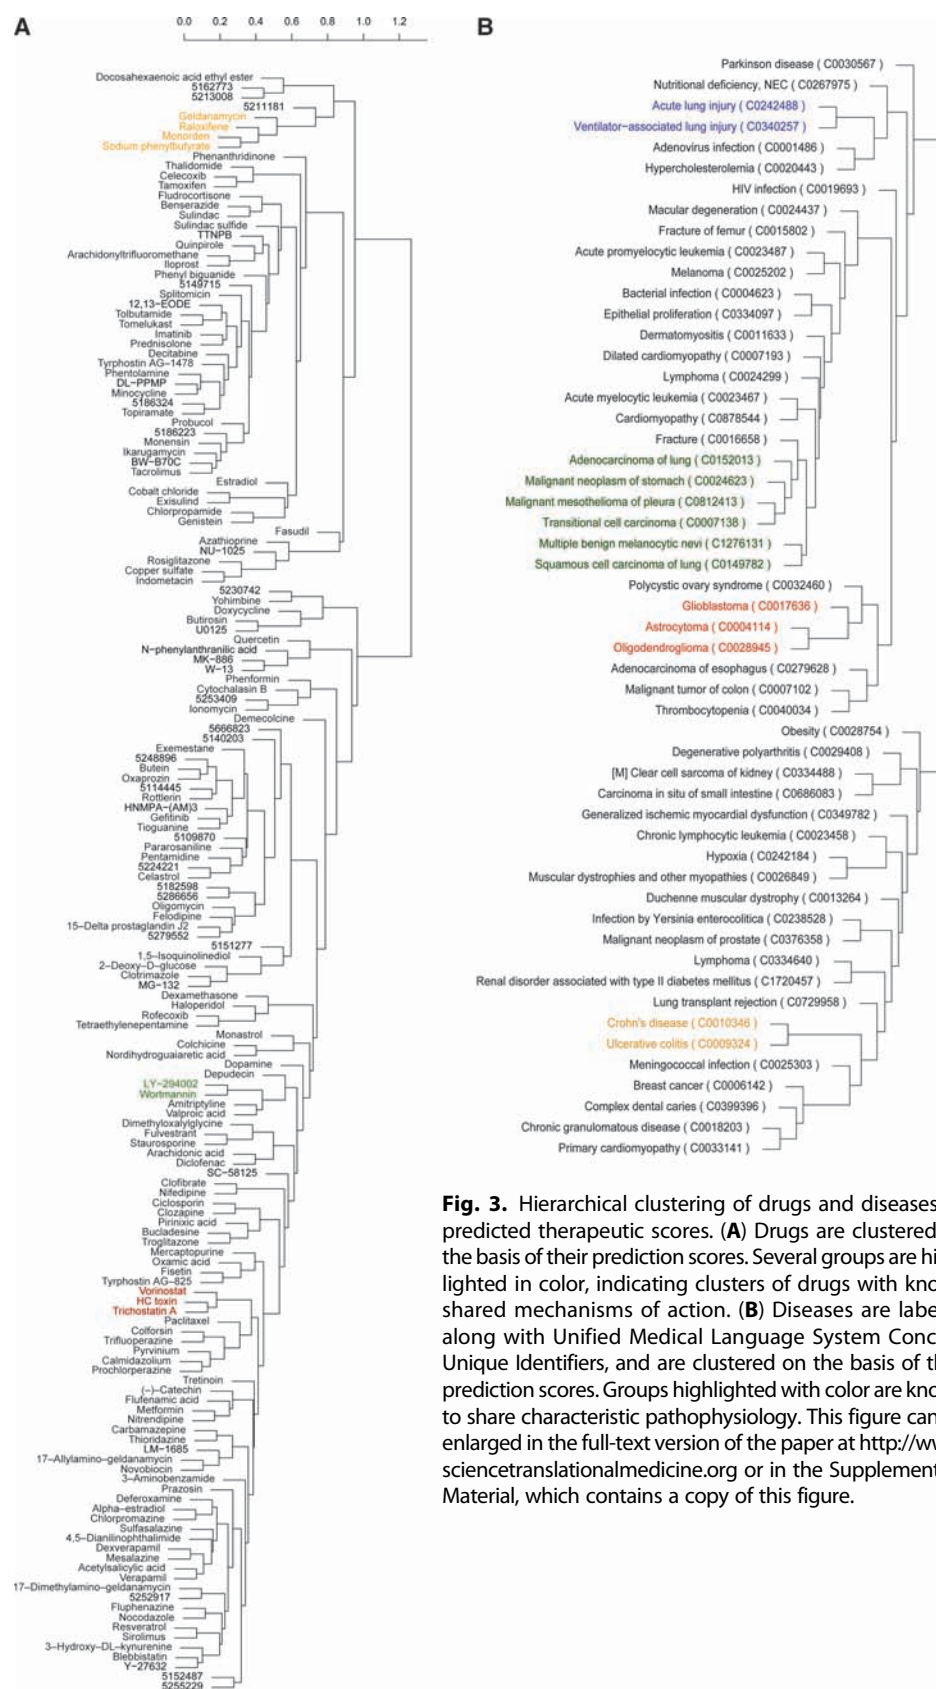 A
0.0 0.2 0.4 0.6 0.8 1.0 1.2
Docosahexaenoic acid ethyl ester
5162773
5213008
5211181
Geldanamycin
Raloxifene
Monorden
Sodium phenylbutyrate
Phenanthridinone
Thalidomide
Celecoxib
Tamoxifen
Fludrocortisone
Benserazide
Sulindac
Sulindac sulfide
TTNPB
Quinpirole
Arachidonyltrifluoromethane
Iloprost
Phenyl biguanide
5149715
Splitomicin
12,13−EODE
Tolbutamide
Tomelukast
Imatinib
Prednisolone
Decitabine
Tyrphostin AG−1478
Phentolamine
DL−PPMP
Minocycline
5186324
Topiramate
Probucol
5186223
Monensin
Ikarugamycin
BW−B70C
Tacrolimus
Estradiol
Cobalt chloride
Exisulind
Chlorpropamide
Genistein
Fasudil
Azathioprine
NU−1025
Rosiglitazone
Copper sulfate
Indometacin
5230742
Yohimbine
Doxycycline
Butirosin
U0125
Quercetin
N−phenylanthranilic acid
MK−886
W−13
Phenformin
Cytochalasin B
5253409
Ionomycin
Demecolcine
5666823
5140203
Exemestane
5248896
Butein
Oxaprozin
5114445
Rottlerin
HNMPA−(AM)3
Gefitinib
Tioguanine
5109870
Pararosaniline
Pentamidine
5224221
Celastrol
5182598
5286656
Oligomycin
Felodipine
15−Delta prostaglandin J2
5279552
5151277
1,5−Isoquinolinediol
2−Deoxy−D−glucose
Clotrimazole
MG−132
Dexamethasone
Haloperidol
Rofecoxib
Tetraethylenepentamine
Monastrol
Colchicine
Nordihydroguaiaretic acid
Dopamine
Depudecin
LY−294002
Wortmannin
Amitriptyline
Valproic acid
Dimethyloxalylglycine
Fulvestrant
Staurosporine
Arachidonic acid
Diclofenac
SC−58125
Clofibrate
Nifedipine
Ciclosporin
Clozapine
Pirinixic acid
Bucladesine
Troglitazone
Mercaptopurine
Oxamic acid
Fisetin
Tyrphostin AG−825
Vorinostat
HC toxin
Trichostatin A
Paclitaxel
Colforsin
Trifluoperazine
Pyrvinium
Calmidazolium
Prochlorperazine
Tretinoin
(−)−Catechin
Flufenamic acid
Metformin
Nitrendipine
Carbamazepine
Thioridazine
LM−1685
17−Allylamino−geldanamycin
Novobiocin
3−Aminobenzamide
Prazosin
Deferoxamine
Alpha−estradiol
Chlorpromazine
Sulfasalazine
4,5−Dianilinophthalimide
Dexverapamil
Mesalazine
Acetylsalicylic acid
Verapamil
17−Dimethylamino−geldanamycin
5252917
Fluphenazine
Nocodazole
Resveratrol
Sirolimus
3−Hydroxy−DL−kynurenine
Blebbistatin
Y−27632
5152487
5255229
B
Parkinson disease ( C0030567 )
Nutritional deficiency, NEC ( C0267975 )
Acute lung injury ( C0242488 )
Ventilator−associated lung injury ( C0340257 )
Adenovirus infection ( C0001486 )
Hypercholesterolemia ( C0020443 )
HIV infection ( C0019693 )
Macular degeneration ( C0024437 )
Fracture of femur ( C0015802 )
Acute promyelocytic leukemia ( C0023487 )
Melanoma ( C0025202 )
Bacterial infection ( C0004623 )
Epithelial proliferation ( C0334097 )
Dermatomyositis ( C0011633 )
Dilated cardiomyopathy ( C0007193 )
Lymphoma ( C0024299 )
Acute myelocytic leukemia ( C0023467 )
Cardiomyopathy ( C0878544 )
Fracture ( C0016658 )
Adenocarcinoma of lung ( C0152013 )
Malignant neoplasm of stomach ( C0024623 )
Malignant mesothelioma of pleura ( C0812413 )
Transitional cell carcinoma ( C0007138 )
Multiple benign melanocytic nevi ( C1276131 )
Squamous cell carcinoma of lung ( C0149782 )
Polycystic ovary syndrome ( C0032460 )
Glioblastoma ( C0017636 )
Astrocytoma ( C0004114 )
Oligodendroglioma ( C0028945 )
Adenocarcinoma of esophagus ( C0279628 )
Malignant tumor of colon ( C0007102 )
Thrombocytopenia ( C0040034 )
Obesity ( C0028754 )
Degenerative polyarthritis ( C0029408 )
[M] Clear cell sarcoma of kidney ( C0334488 )
Carcinoma in situ of small intestine ( C0686083 )
Generalized ischemic myocardial dysfunction ( C0349782 )
Chronic lymphocytic leukemia ( C0023458 )
Hypoxia ( C0242184 )
Muscular dystrophies and other myopathies ( C0026849 )
Duchenne muscular dystrophy ( C0013264 )
Infection by Yersinia enterocolitica ( C0238528 )
Malignant neoplasm of prostate ( C0376358 )
Lymphoma ( C0334640 )
Renal disorder associated with type II diabetes mellitus ( C1720457 )
Lung transplant rejection ( C0729958 )
Crohn's disease ( C0010346 )
Ulcerative colitis ( C0009324 )
Meningococcal infection ( C0025303 )
Breast cancer ( C0006142 )
Complex dental caries ( C0399396 )
Chronic granulomatous disease ( C0018203 )
Primary cardiomyopathy ( C0033141 )
Fig. 3. Hierarchical clustering of drugs and diseases
predicted therapeutic scores. (A) Drugs are clustered
the basis of their prediction scores. Several groups are hi
lighted in color, indicating clusters of drugs with kno
shared mechanisms of action. (B) Diseases are labe
along with Unified Medical Language System Conc
Unique Identifiers, and are clustered on the basis of t
prediction scores. Groups highlighted with color are kno
to share characteristic pathophysiology. This figure can
enlarged in the full-text version of the paper at http://w
sciencetranslationalmedicine.org or in the Supplement
Material, which contains a copy of this figure.